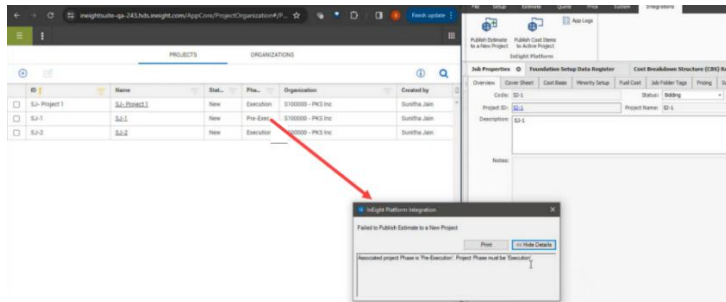 ineightsuite-qa-243.hds.ineight.com/AppCore/ProjectOrganization#/P...
Finish update
PROJECTS
ORGANIZATIONS
ID
Name
Stat...
Pha...
Organization
Created by
SJ- Project 1
SJ- Project 1
New
Execution
S100000 - PKS Inc
Sunitha Jain
SJ-1
SJ-1
New
Pre-Exec...
S100000 - PKS Inc
Sunitha Jain
SJ-2
SJ-2
New
Execution
S100000 - PKS Inc
Sunitha Jain
File
Setup
Estimate
Quote
Price
System
Integrations
Publish Estimate
to a New Project
Publish Cost Items
to Active Project
App Logs
InEight Platform
Job Properties
Foundation Setup Data Register
Cost Breakdown Structure (CBS) Re
Overview
Cover Sheet
Cost Basis
Minority Setup
Fuel Cost
Job Folder Tags
Pricing
Code: SJ-1
Status: Bidding
Project ID: SJ-1
Project Name: SJ-1
Description: SJ-1
Notes:
InEight Platform Integration
Failed to Publish Estimate to a New Project
Print
<< Hide Details
Associated project Phase is 'Pre-Execution'. Project Phase must be 'Execution'.